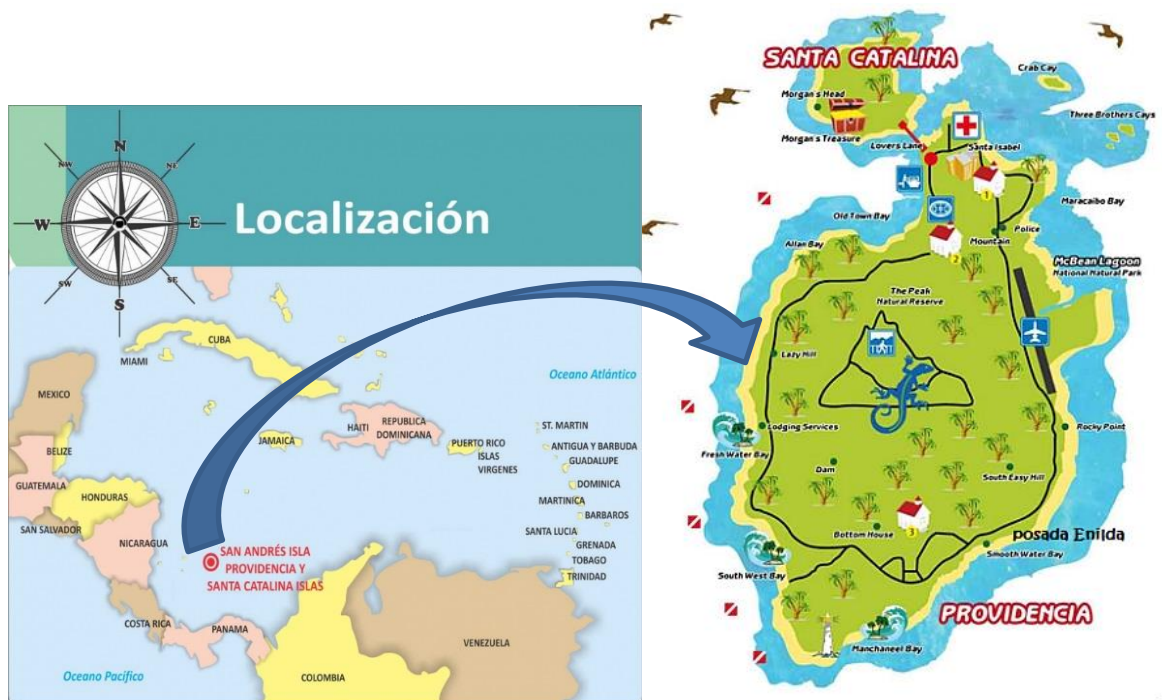 N
NW
NE
W
E
SW
SE
S
Localización
MIAMI
CUBA
Oceano Atlántico
MEXICO
BELIZE
JAMAICA
HAITI
REPUBLICA
DOMINICANA
PUERTO RICO
ISLAS
VIRGENES
ST. MARTIN
ANTIGUA Y BARBUDA
GUADALUPE
DOMINICA
MARTINICA
BARBAROS
SANTA LUCIA
GRENADA
TOBAGO
TRINIDAD
GUATEMALA
HONDURAS
SAN SALVADOR
NICARAGUA
SAN ANDRÉS ISLA
PROVIDENCIA Y
SANTA CATALINA ISLAS
COSTA RICA
PANAMA
VENEZUELA
COLOMBIA
Oceano Pacífico
SANTA CATALINA
Crab Cay
Morgan's Head
Three Brothers Cays
Morgan's Treasure
Lovers Lane
Santa Isabel
1
Maracaibo Bay
Old Town Bay
Police
Mountain
Allan Bay
2
McBean Lagoon
National Natural Park
The Peak
Natural Reserve
Lazy Hill
Lodging Services
Rocky Point
Fresh Water Bay
Dam
South Easy Hill
3
Bottom House
posada Enilda
Smooth Water Bay
South West Bay
PROVIDENCIA
Manchaneel Bay